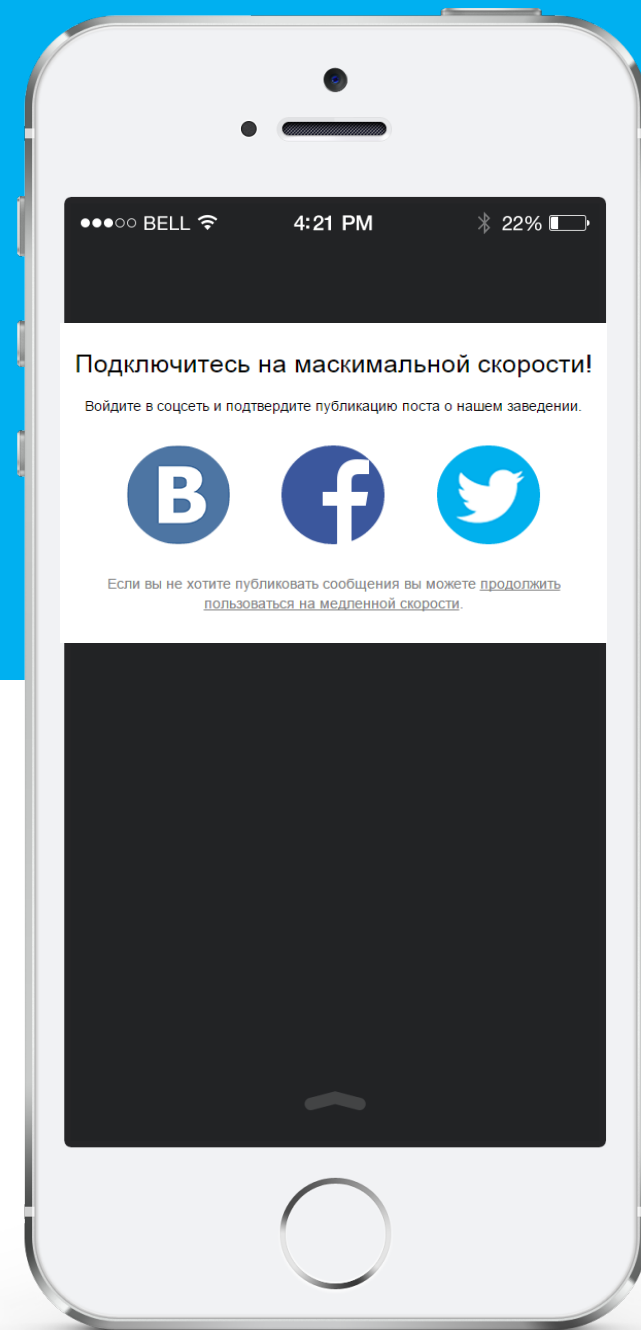 BELL 4:21 PM 22%
Подключитесь на маскимальной скорости!
Войдите в соцсеть и подтвердите публикацию поста о нашем заведении.
B f
Если вы не хотите публиковать сообщения вы можете продолжить
пользоваться на медленной скорости.